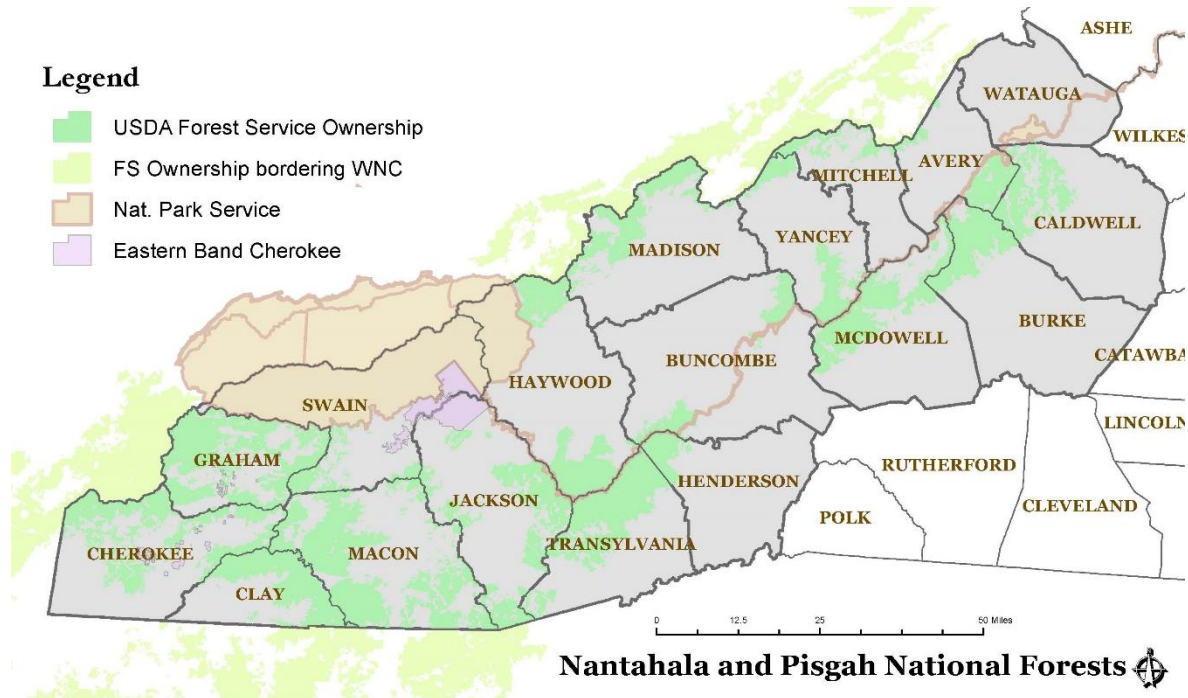 Legend
USDA Forest Service Ownership
FS Ownership bordering WNC
Nat. Park Service
Eastern Band Cherokee
ASHE
WATAUGA
WILKES
AVERY
MITCHELL
CALDWELL
YANCEY
MADISON
BURKE
MCDOWELL
BUNCOMBE
CATAWBA
HAYWOOD
SWAIN
LINCOLN
GRAHAM
RUTHERFORD
HENDERSON
JACKSON
CLEVELAND
POLK
TRANSYLVANIA
CHEROKEE
MACON
CLAY
0 12.5 25 50 Miles
Nantahala and Pisgah National Forests